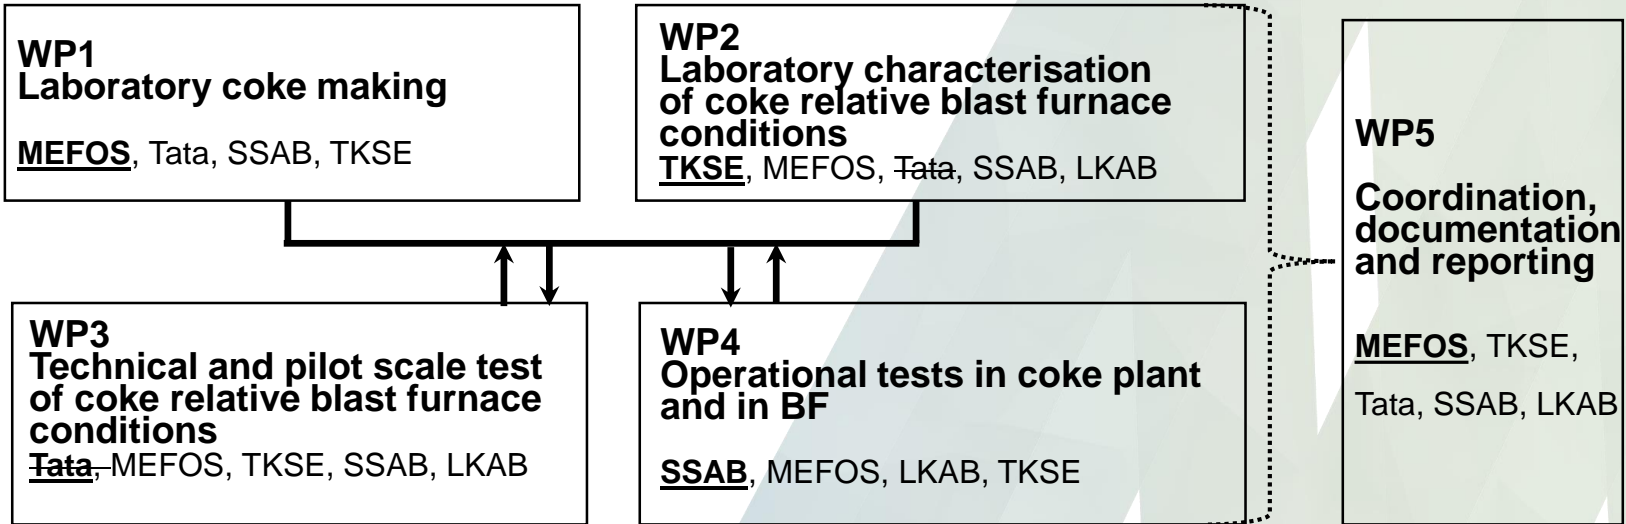 WP1
Laboratory coke making
MEFOS, Tata, SSAB, TKSE
WP2
Laboratory characterisation
of coke relative blast furnace
conditions
TKSE, MEFOS, Tata, SSAB, LKAB
WP3
Technical and pilot scale test
of coke relative blast furnace
conditions
Tata, MEFOS, TKSE, SSAB, LKAB
WP4
Operational tests in coke plant
and in BF
SSAB, MEFOS, LKAB, TKSE
WP5
Coordination,
documentation
and reporting
MEFOS, TKSE,
Tata, SSAB, LKAB